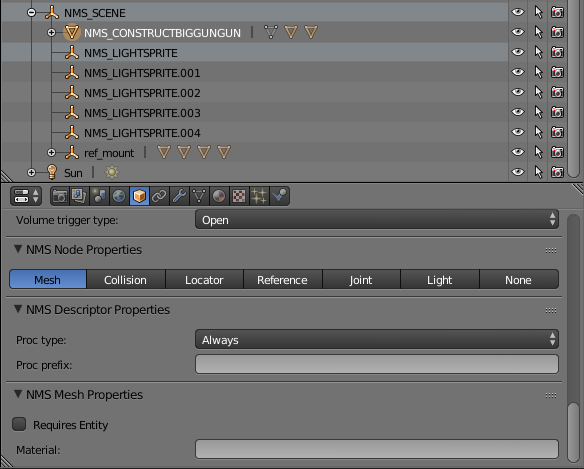 NMS_SCENE
NMS_CONSTRUCTBIGGUNGUN
NMS_LIGHTSPRITE
NMS_LIGHTSPRITE.001
NMS_LIGHTSPRITE.002
NMS_LIGHTSPRITE.003
NMS_LIGHTSPRITE.004
ref_mount
Sun
Volume trigger type: Open
NMS Node Properties
Mesh Collision Locator Reference Joint Light None
NMS Descriptor Properties
Proc type: Always
Proc prefix:
NMS Mesh Properties
Requires Entity
Material: